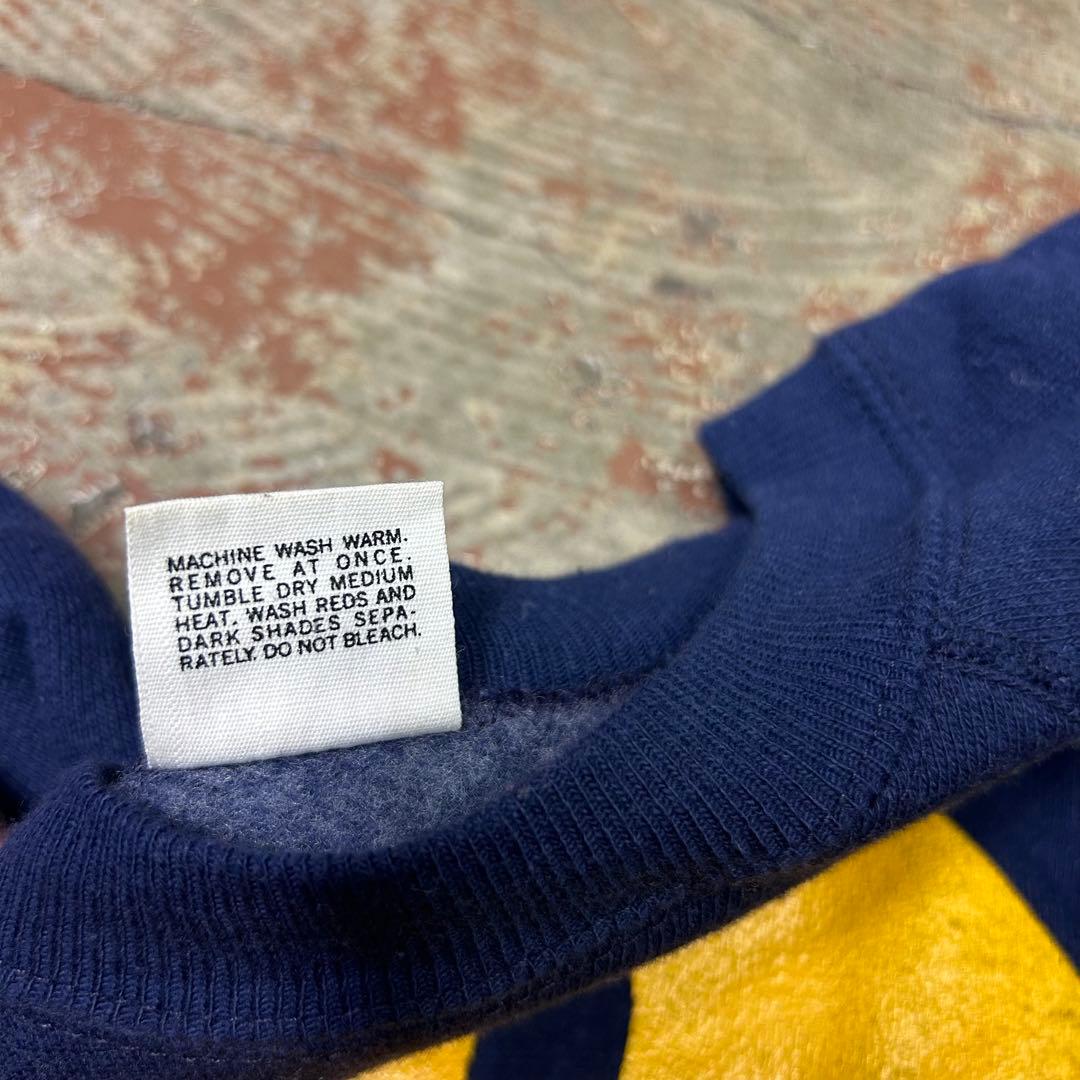 MACHINE WASH WARM.
REMOVE AT ONCE.
TUMBLE DRY MEDIUM
HEAT. WASH REDS AND
DARK SHADES SEPA-
RATELY. DO NOT BLEACH.